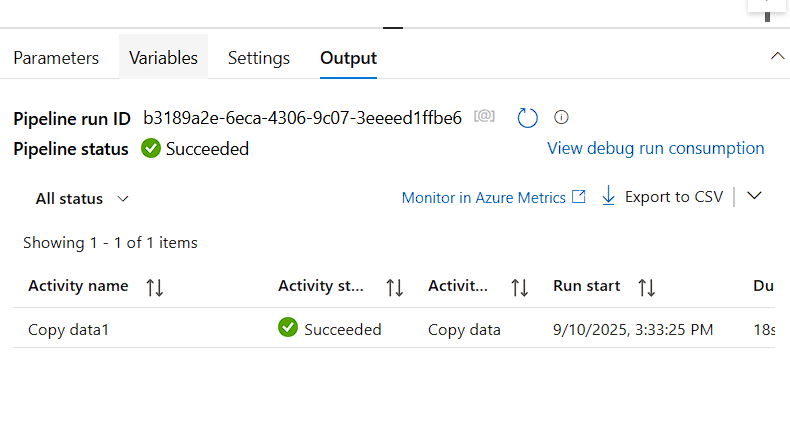 Parameters Variables Settings Output
Pipeline run ID b3189a2e-6eca-4306-9c07-3eeeed1ffbe6 [@]
Pipeline status Succeeded View debug run consumption
All status Monitor in Azure Metrics Export to CSV
Showing 1 - 1 of 1 items
Activity name Activity st... Activit... Run start Du
Copy data1 Succeeded Copy data 9/10/2025, 3:33:25 PM 18s